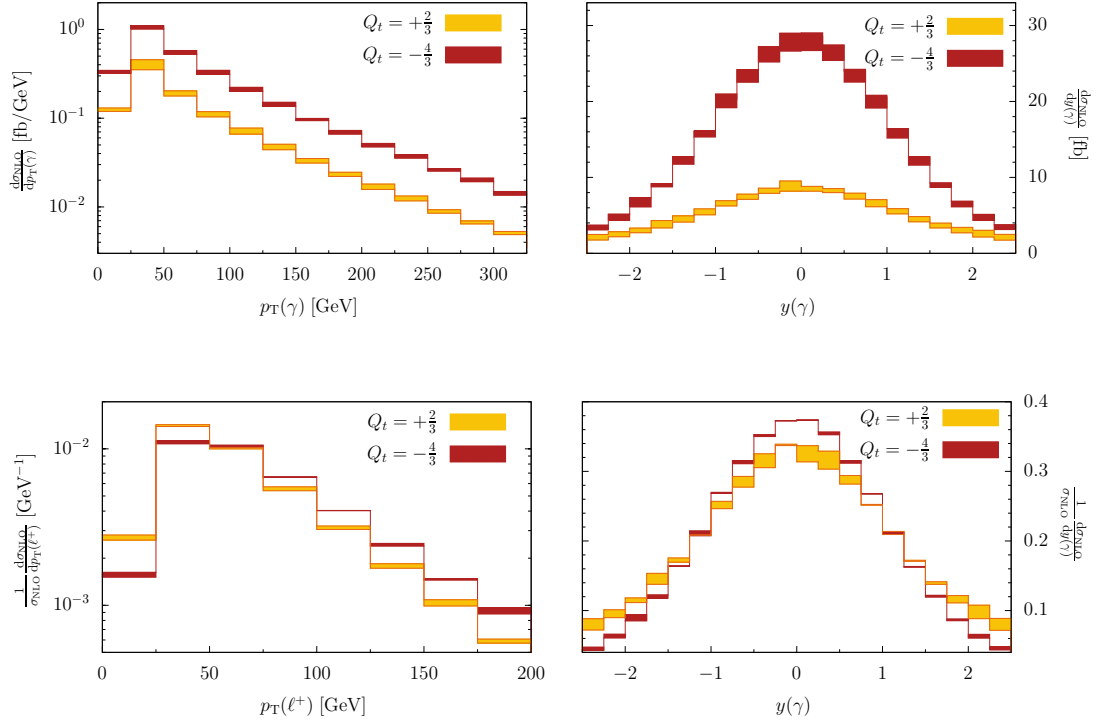 dσ_NLO/dp_T(γ) [fb/GeV]
10^0
10^−1
10^−2
Q_t = +2/3
Q_t = −4/3
0 50 100 150 200 250 300
p_T(γ) [GeV]
Q_t = +2/3
Q_t = −4/3
30
20
10
0
dσ_NLO/dy(γ) [fb]
−2 −1 0 1 2
y(γ)
1/σ_NLO dσ_NLO/dp_T(ℓ^+) [GeV^−1]
10^−2
10^−3
Q_t = +2/3
Q_t = −4/3
0 50 100 150 200
p_T(ℓ^+) [GeV]
Q_t = +2/3
Q_t = −4/3
0.4
0.3
0.2
0.1
1/σ_NLO dσ_NLO/dy(γ)
−2 −1 0 1 2
y(γ)